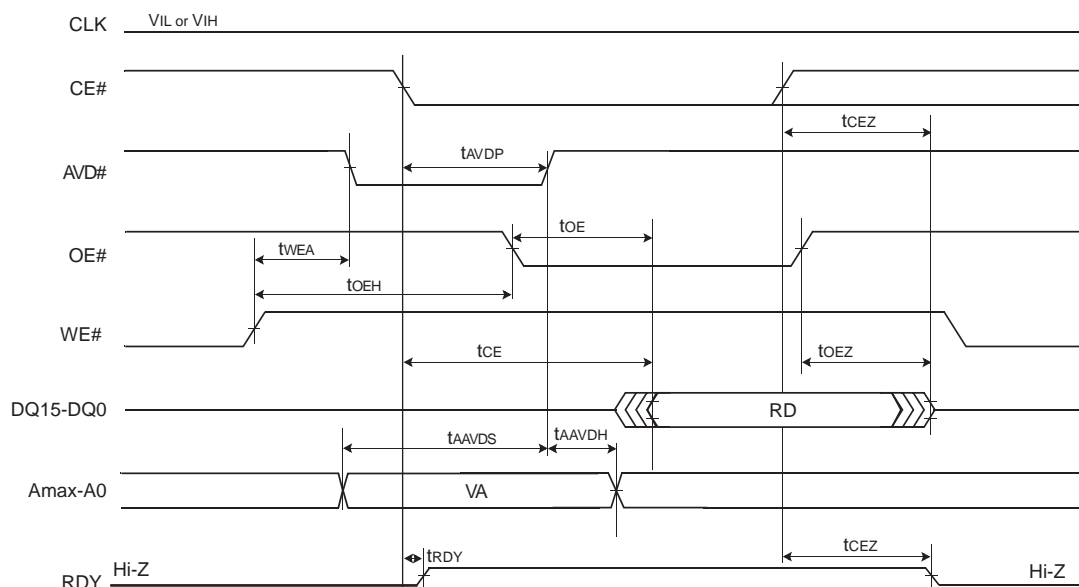 CLK VIL or VIH
CE#
tCEZ
AVD# tAVDP
OE# tWEA tOE
tOEH
WE#
tCE tOEZ
DQ15-DQ0 RD
tAAVDS tAAVDH
Amax-A0 VA
tRDY tCEZ
RDY Hi-Z Hi-Z